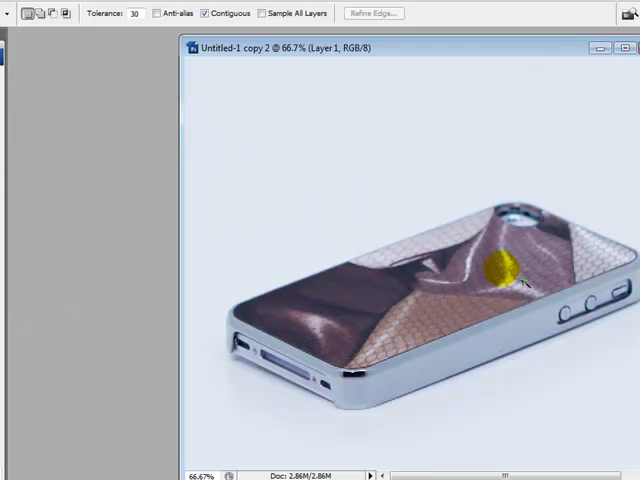 Tolerance: 30 Anti-alias Contiguous Sample All Layers Refine Edge...
Untitled-1 copy 2 @ 66.7% (Layer 1, RGB/8)
66.67% Doc: 2.86M/2.86M